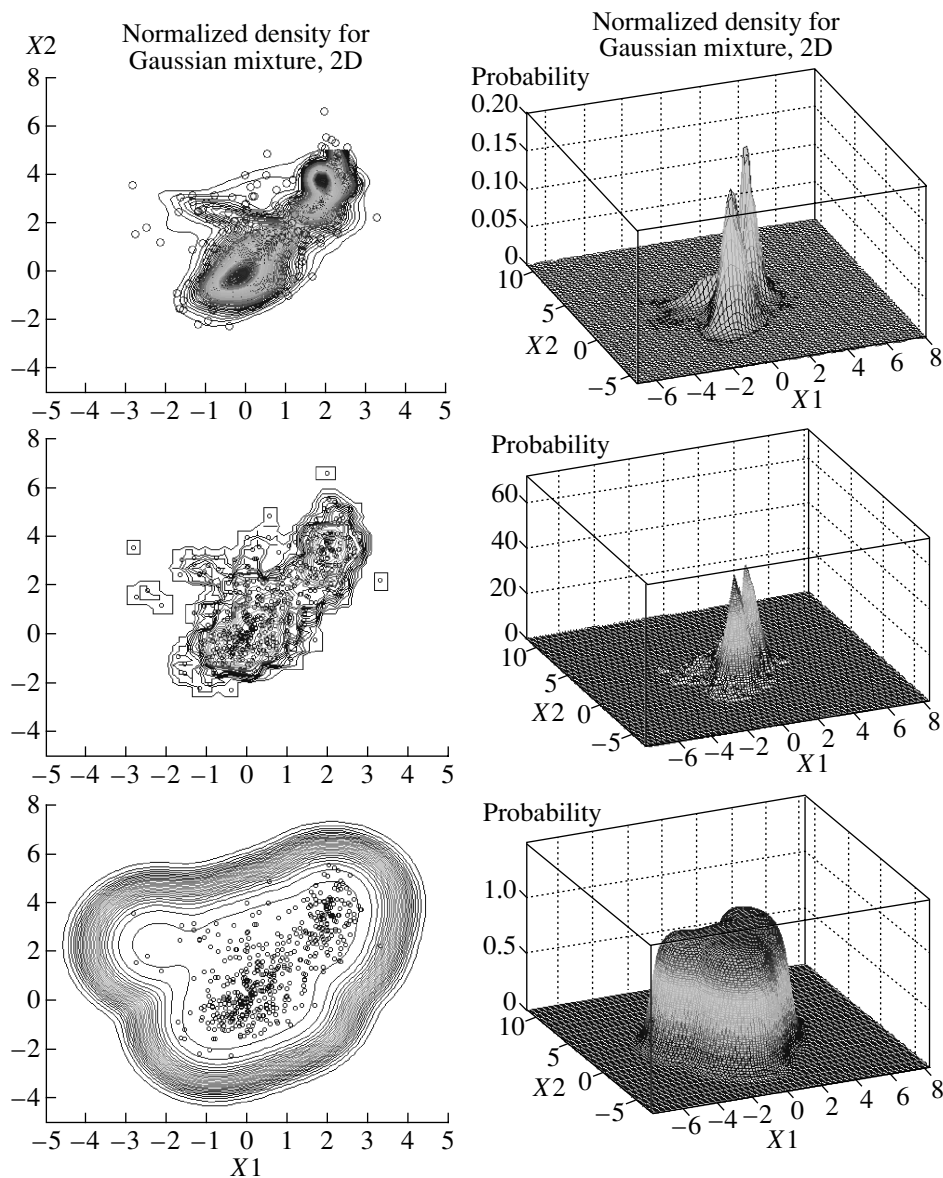 Normalized density for
Gaussian mixture, 2D
X2
8
6
4
2
0
−2
−4
−5 −4 −3 −2 −1 0 1 2 3 4 5
Normalized density for
Gaussian mixture, 2D
Probability
0.20
0.15
0.10
0.05
0
10
5
X2 0
−5
−6 −4 −2 0 2 4 6 8
X1
8
6
4
2
0
−2
−4
−5 −4 −3 −2 −1 0 1 2 3 4 5
Probability
60
40
20
0
10
5
X2 0
−5
−6 −4 −2 0 2 4 6 8
X1
8
6
4
2
0
−2
−4
−5 −4 −3 −2 −1 0 1 2 3 4 5
X1
Probability
1.0
0.5
0
10
5
X2 0
−5
−6 −4 −2 0 2 4 6 8
X1